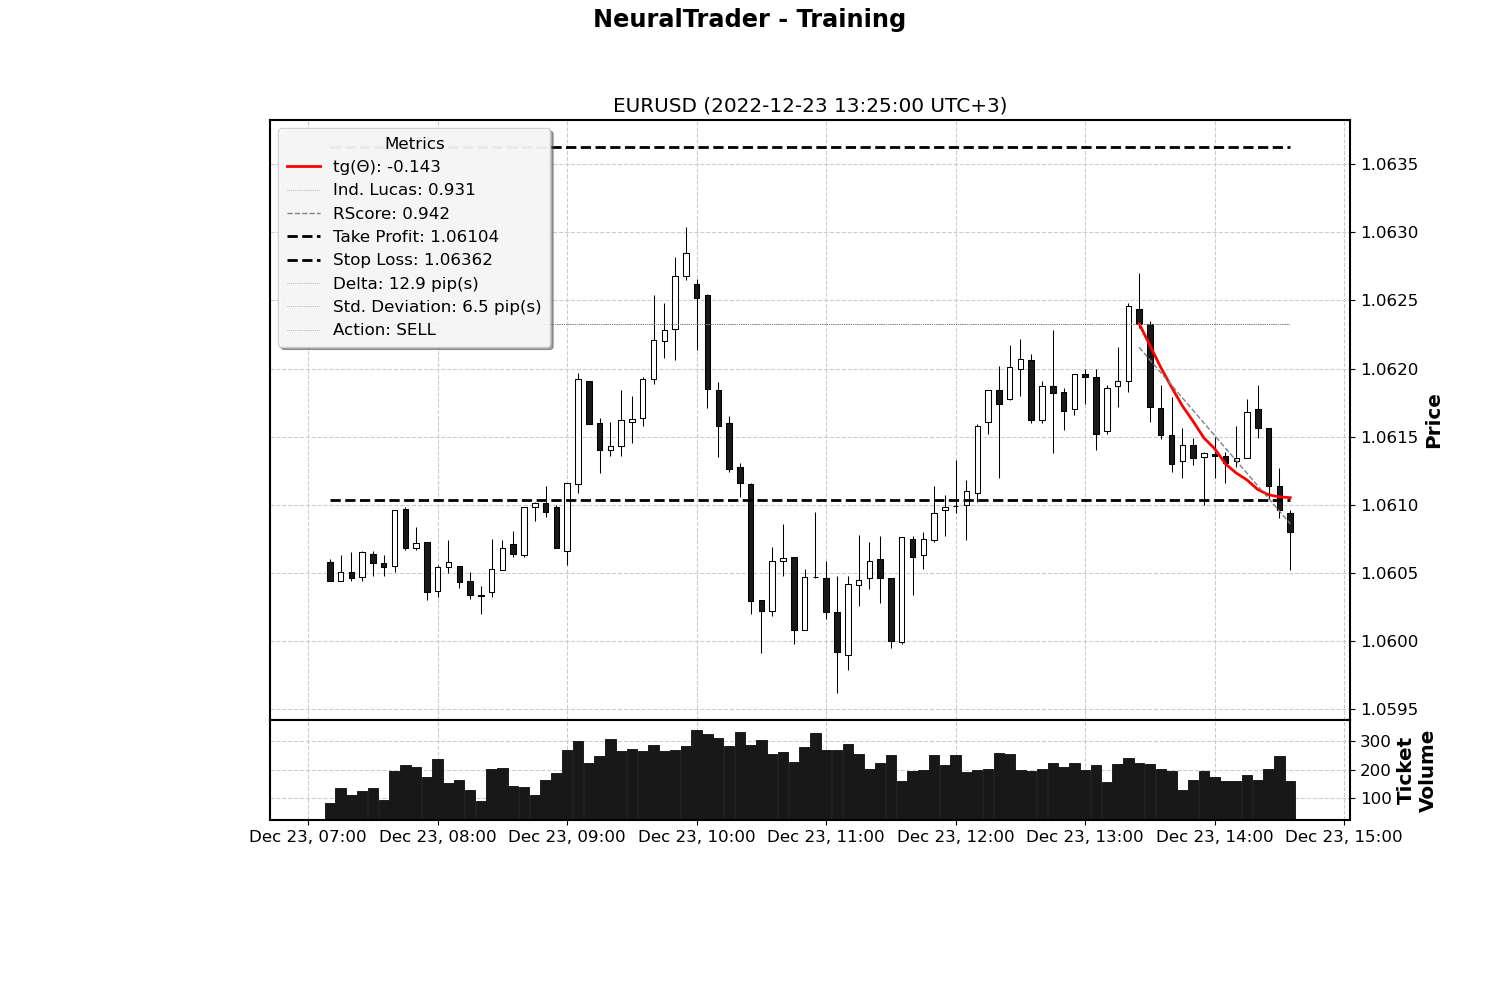 NeuralTrader - Training
EURUSD (2022-12-23 13:25:00 UTC+3)
Metrics
tg(Θ): -0.143
Ind. Lucas: 0.931
RScore: 0.942
Take Profit: 1.06104
Stop Loss: 1.06362
Delta: 12.9 pip(s)
Std. Deviation: 6.5 pip(s)
Action: SELL
1.0635
1.0630
1.0625
1.0620
1.0615
1.0610
1.0605
1.0600
1.0595
Price
300
200
100
Ticket
Volume
Dec 23, 07:00
Dec 23, 08:00
Dec 23, 09:00
Dec 23, 10:00
Dec 23, 11:00
Dec 23, 12:00
Dec 23, 13:00
Dec 23, 14:00
Dec 23, 15:00